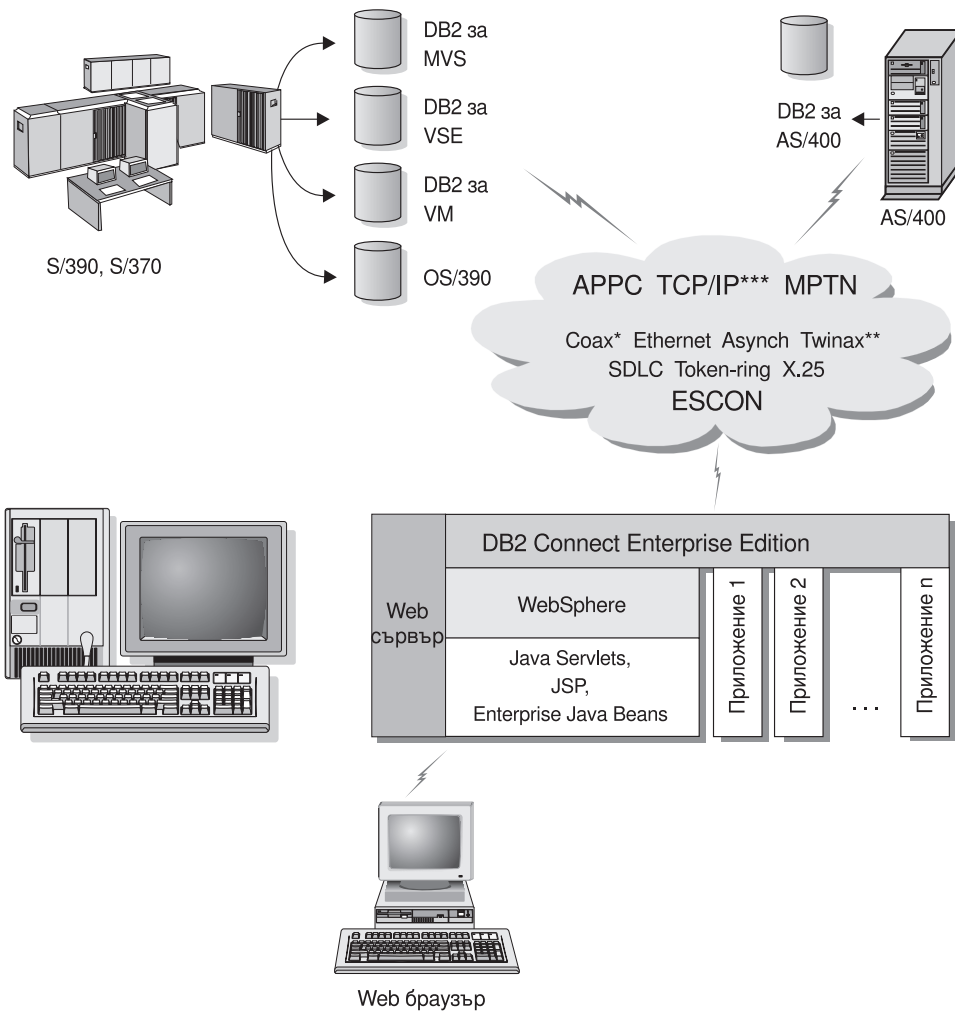 DB2 за
MVS
DB2 за
VSE
DB2 за
VM
OS/390
S/390, S/370
DB2 за
AS/400
AS/400
APPC TCP/IP*** MPTN
Coax* Ethernet Asynch Twinax**
SDLC Token-ring X.25
ESCON
DB2 Connect Enterprise Edition
Web
сървър
WebSphere
Java Servlets,
JSP,
Enterprise Java Beans
Приложение 1
Приложение 2
. . .
Приложение n
Web браузър